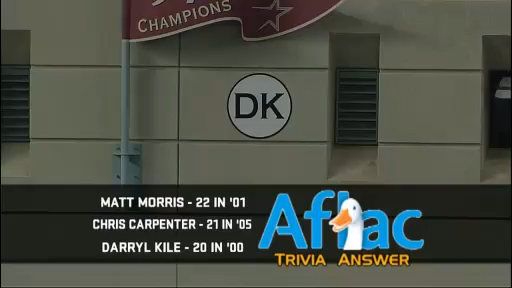 CHAMPIONS
DK
MATT MORRIS - 22 IN '01
CHRIS CARPENTER - 21 IN '05
DARRYL KILE - 20 IN '00
Aflac
TRIVIA ANSWER